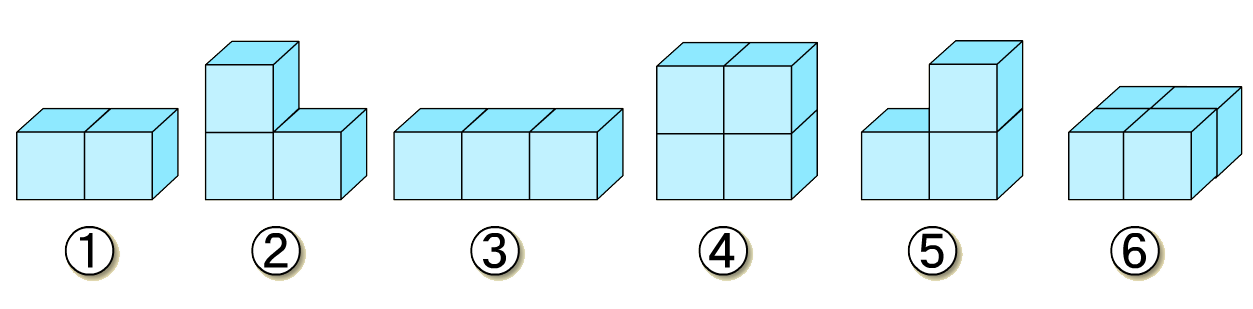 ① ② ③ ④ ⑤ ⑥